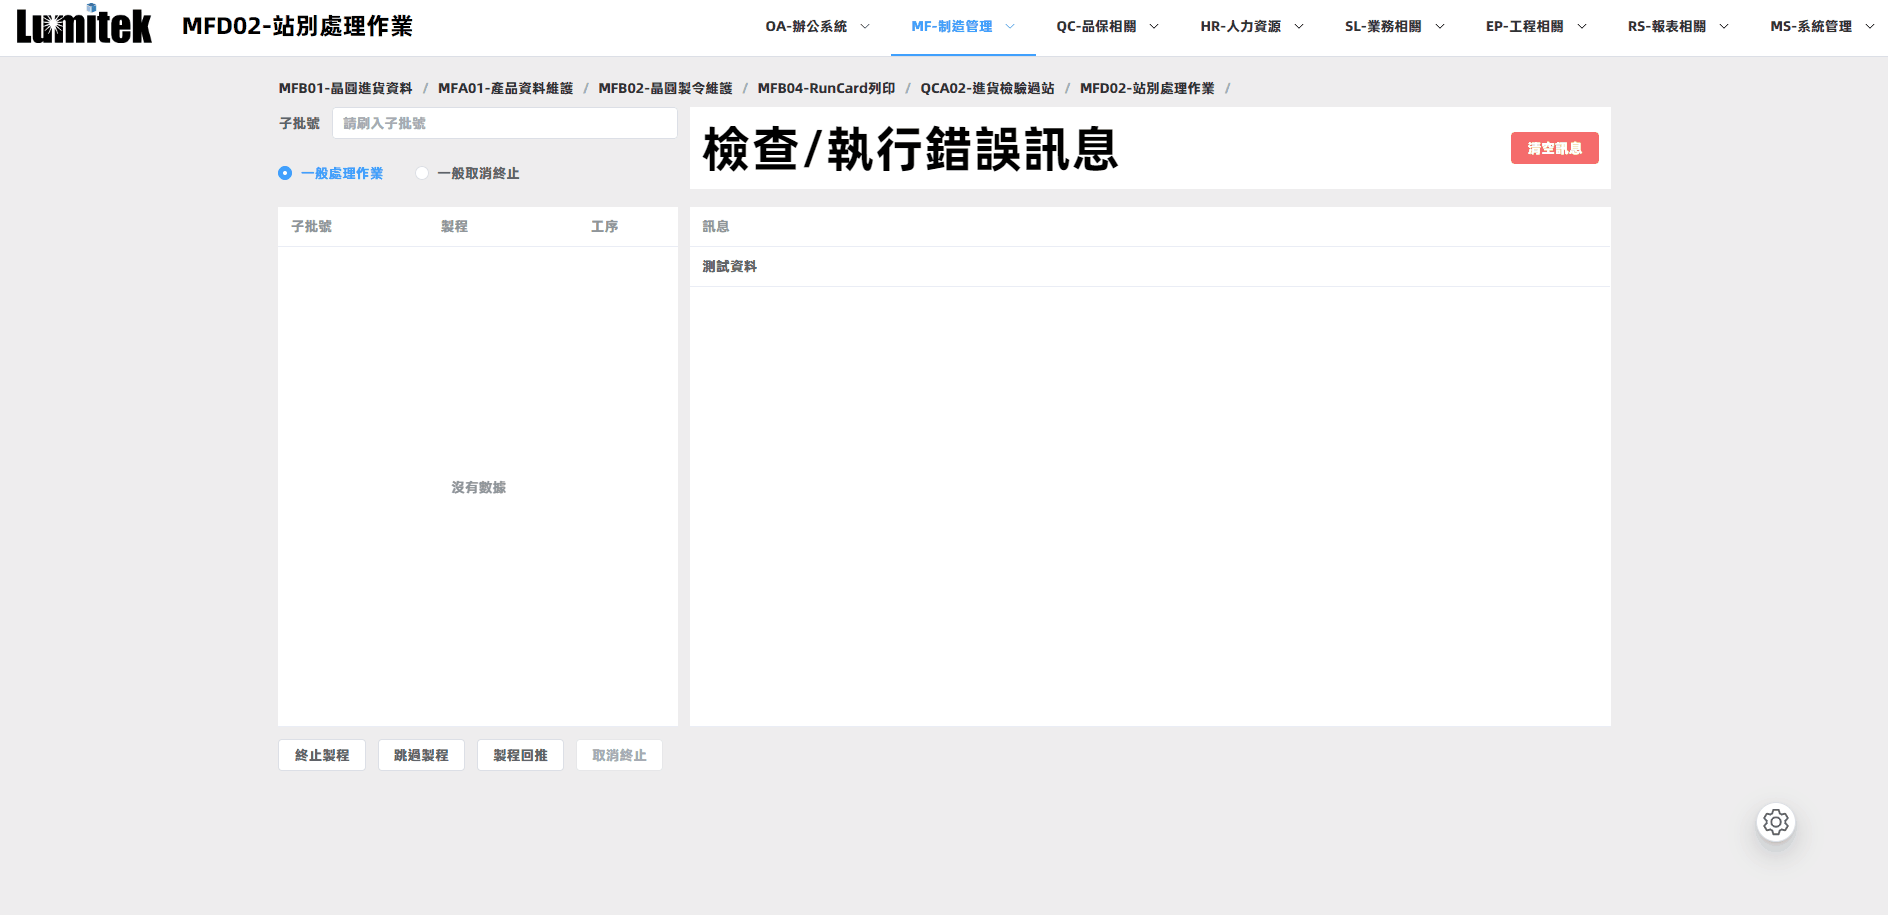 Lumitek MFD02-站別處理作業 OA-辦公系統 MF-制造管理 QC-品保相關 HR-人力資源 SL-業務相關 EP-工程相關 RS-報表相關 MS-系統管理
MFB01-晶圓進貨資料 / MFA01-產品資料維護 / MFB02-晶圓製令維護 / MFB04-RunCard列印 / QCA02-進貨檢驗過站 / MFD02-站別處理作業 /
子批號 請刷入子批號
一般處理作業 一般取消終止
檢查/執行錯誤訊息 清空訊息
子批號 製程 工序
沒有數據
訊息
測試資料
終止製程 跳過製程 製程回推 取消終止